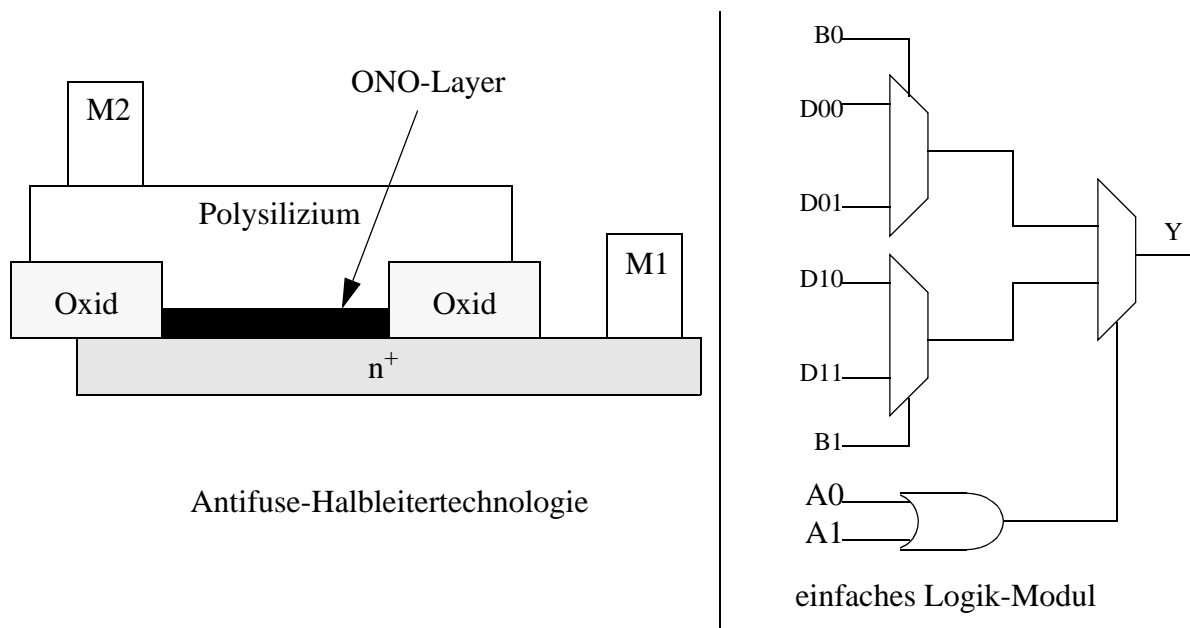 ONO-Layer
M2
Polysilizium
M1
Oxid
Oxid
n+
Antifuse-Halbleitertechnologie
B0
D00
D01
D10
D11
B1
Y
A0
A1
einfaches Logik-Modul